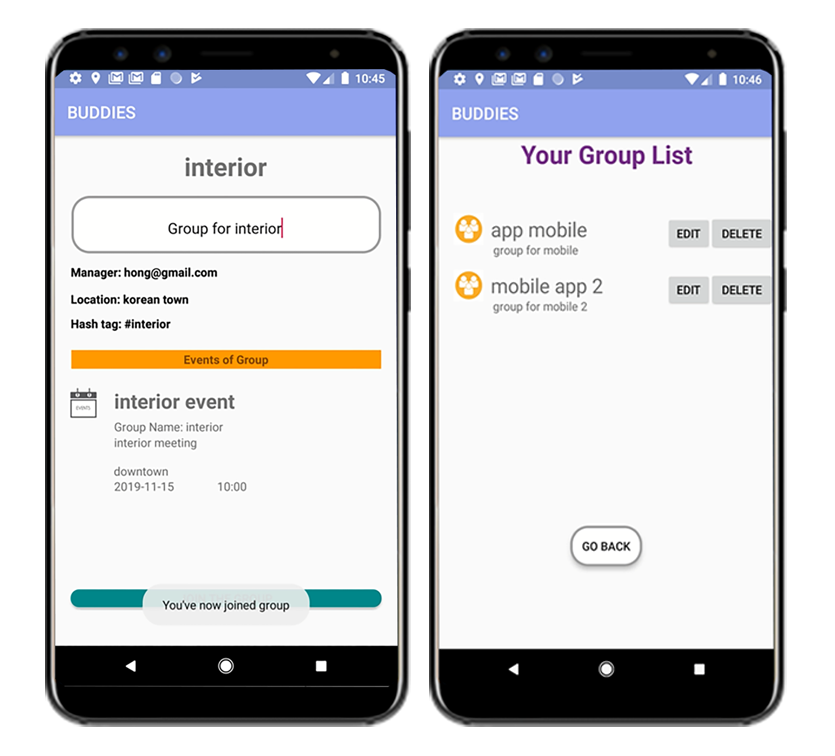 10:45
BUDDIES
interior
Group for interior
Manager: hong@gmail.com
Location: korean town
Hash tag: #interior
Events of Group
EVENTS
interior event
Group Name: interior
interior meeting
downtown
2019-11-15 10:00
You've now joined group
10:46
BUDDIES
Your Group List
app mobile
group for mobile
EDIT DELETE
mobile app 2
group for mobile 2
EDIT DELETE
GO BACK